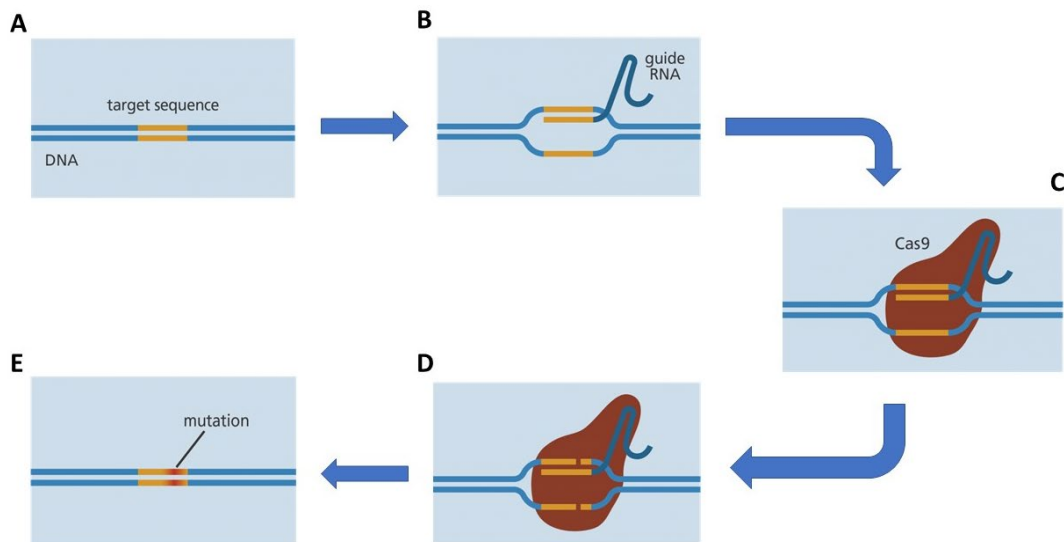 A
target sequence
DNA
B
guide
RNA
C
Cas9
D
E
mutation